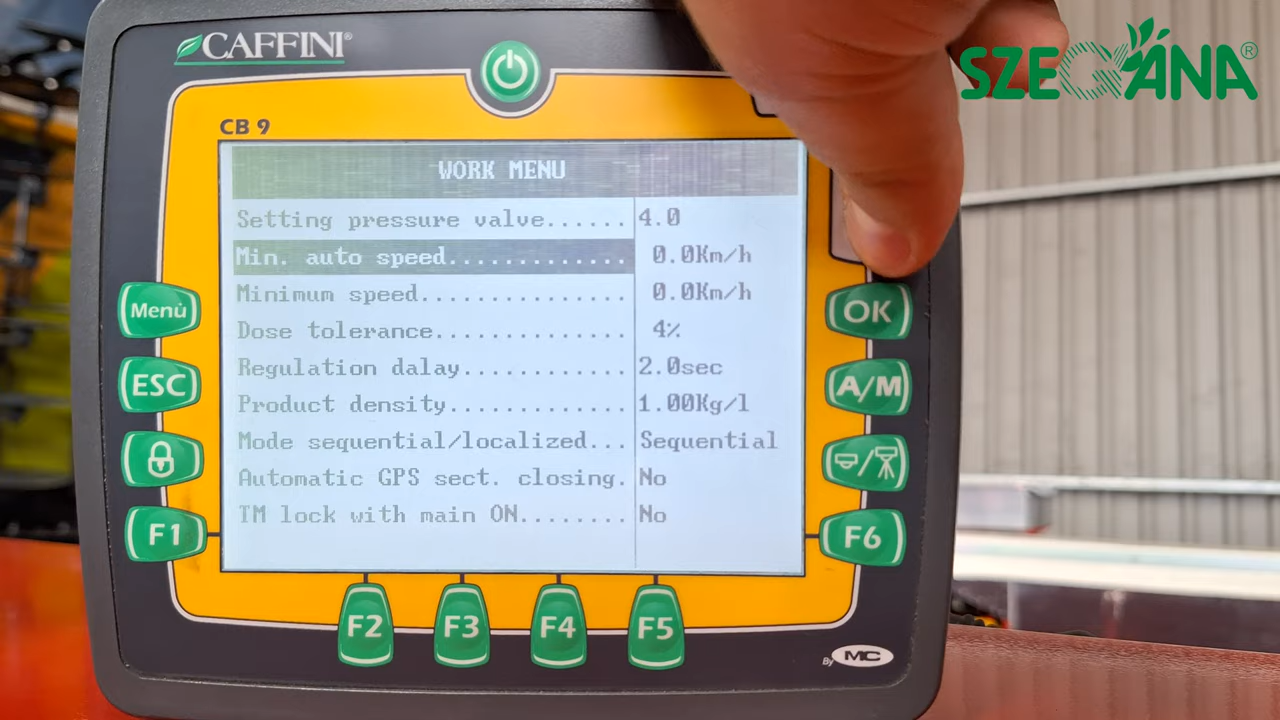 CAFFINI®
SZEGÁNA®
CB 9
WORK MENU
Setting pressure valve...... 4.0
Min. auto speed............. 0.0Km/h
Minimum speed............... 0.0Km/h
Dose tolerance.............. 4%
Regulation dalay............ 2.0sec
Product density............. 1.00Kg/l
Mode sequential/localized... Sequential
Automatic GPS sect. closing. No
TM lock with main ON........ No
Menù
ESC
F1
OK
A/M
F6
F2
F3
F4
F5
By MC